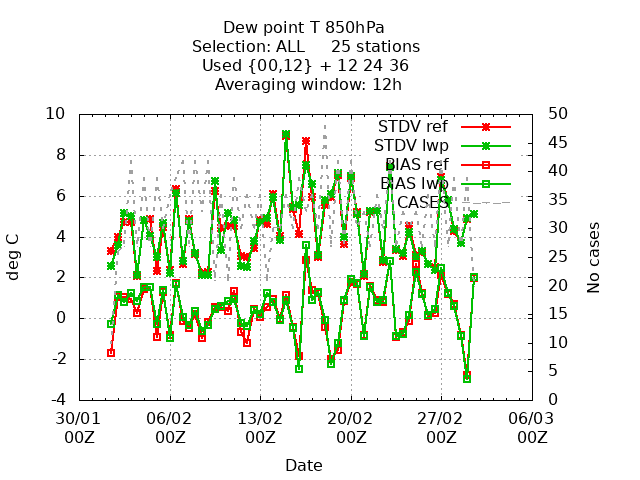 Dew point T 850hPa
Selection: ALL 25 stations
Used {00,12} + 12 24 36
Averaging window: 12h
10
8
6
4
2
0
-2
-4
deg C
50
45
40
35
30
25
20
15
10
5
0
No cases
STDV ref
STDV lwp
BIAS ref
BIAS lwp
CASES
30/01 06/02 13/02 20/02 27/02 06/03
00Z 00Z 00Z 00Z 00Z 00Z
Date